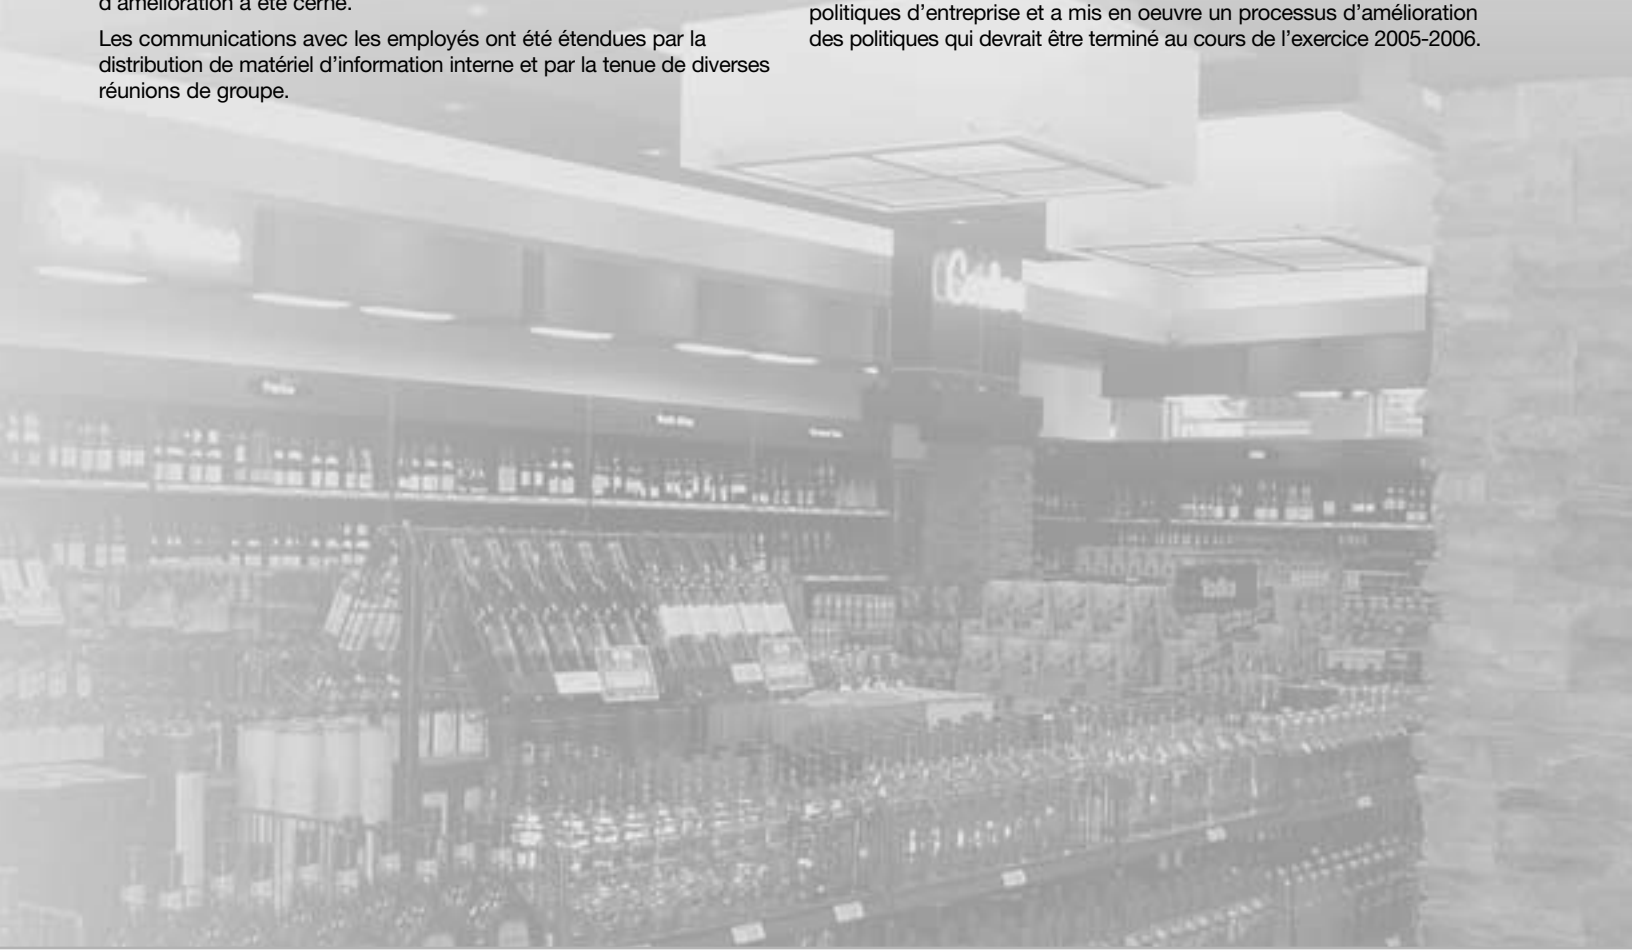 d'amélioration a été cerné.
Les communications avec les employés ont été étendues par la
distribution de matériel d'information interne et par la tenue de diverses
réunions de groupe.
politiques d'entreprise et a mis en oeuvre un processus d'amélioration
des politiques qui devrait être terminé au cours de l'exercice 2005-2006.